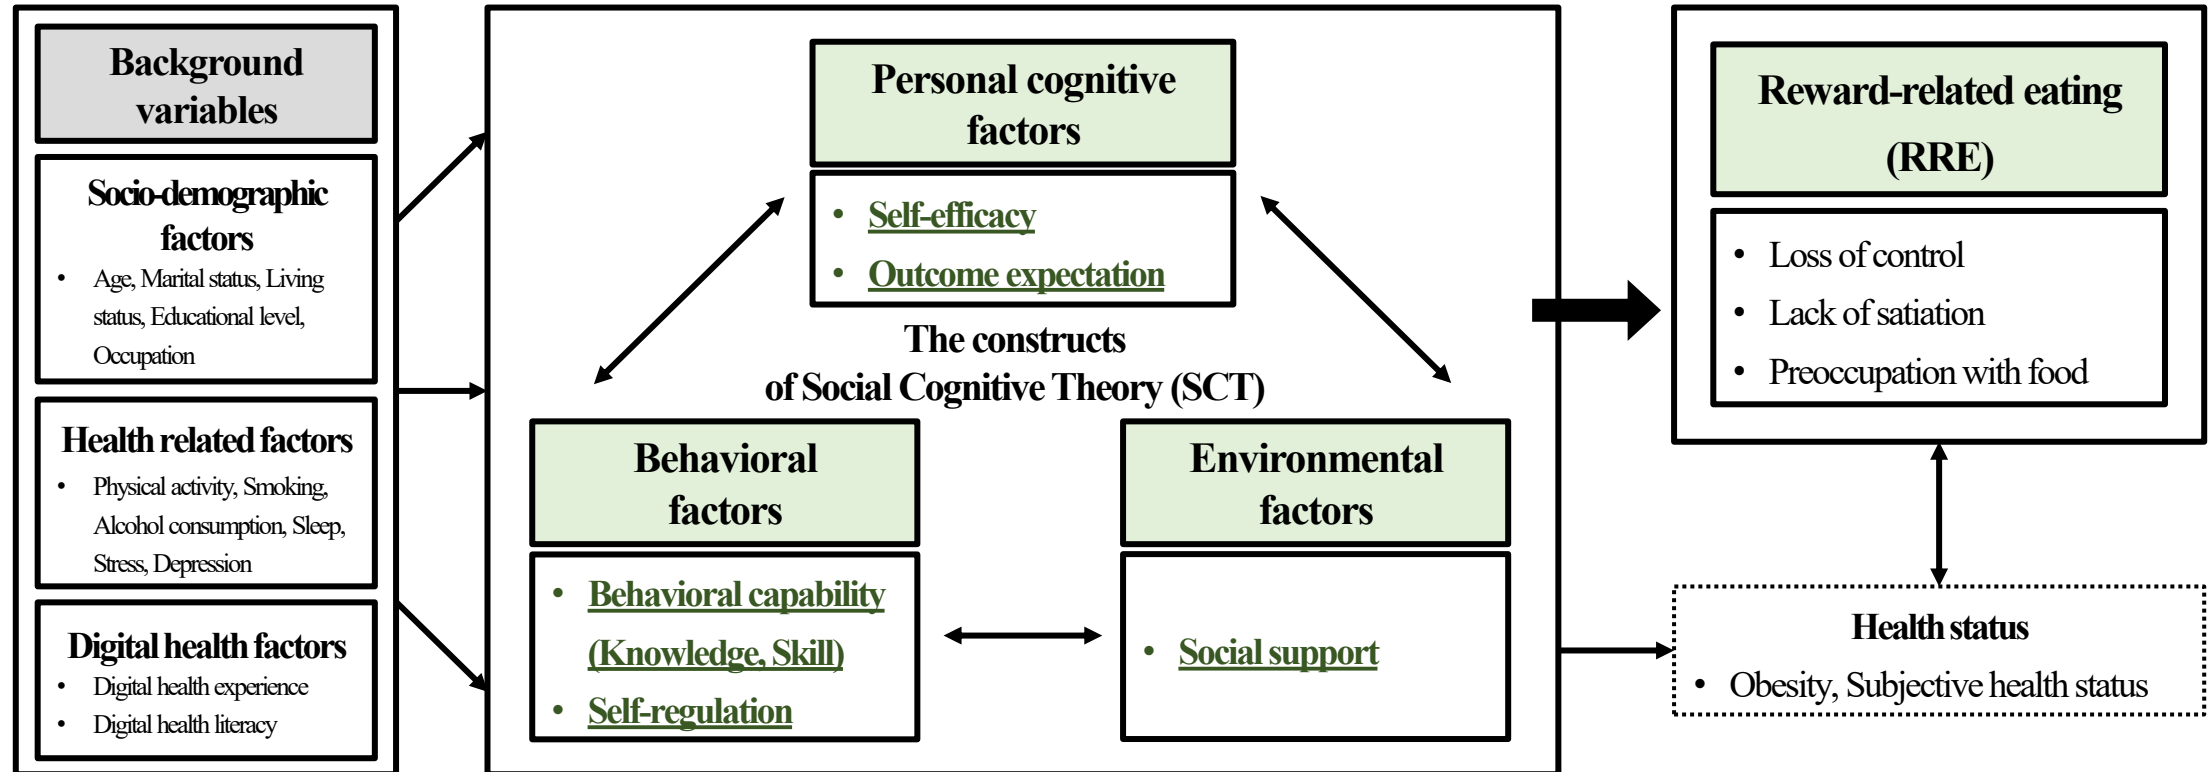 Background
variables
Socio-demographic
factors
• Age, Marital status, Living
status, Educational level,
Occupation
Health related factors
• Physical activity, Smoking,
Alcohol consumption, Sleep,
Stress, Depression
Digital health factors
• Digital health experience
• Digital health literacy
Personal cognitive
factors
• Self-efficacy
• Outcome expectation
The constructs
of Social Cognitive Theory (SCT)
Behavioral
factors
• Behavioral capability
(Knowledge, Skill)
• Self-regulation
Environmental
factors
• Social support
Reward-related eating
(RRE)
• Loss of control
• Lack of satiation
• Preoccupation with food
Health status
• Obesity, Subjective health status